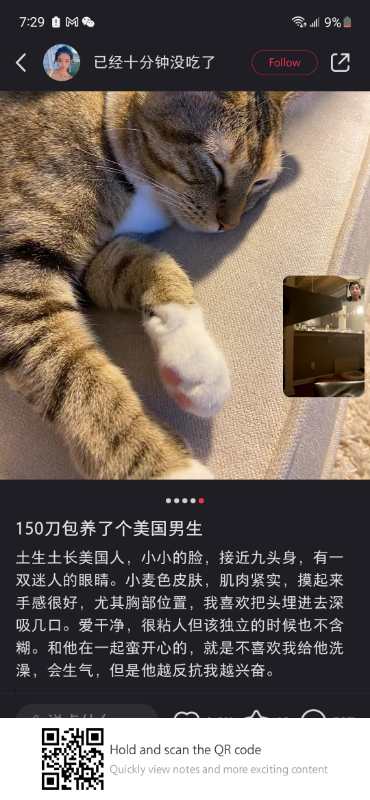 7:29
9%
已经十分钟没吃了
Follow
150刀包养了个美国男生
土生土长美国人，小小的脸，接近九头身，有一
双迷人的眼睛。小麦色皮肤，肌肉紧实，摸起来
手感很好，尤其胸部位置，我喜欢把头埋进去深
吸几口。爱干净，很粘人但该独立的时候也不含
糊。和他在一起蛮开心的，就是不喜欢我给他洗
澡，会生气，但是他越反抗我越兴奋。
Hold and scan the QR code
Quickly view notes and more exciting content